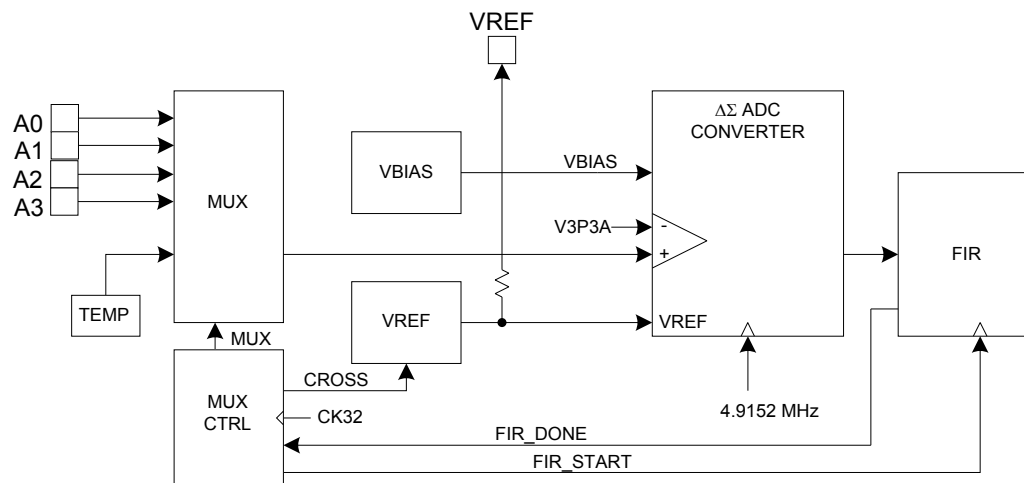 VREF
A0
A1
A2
A3
MUX
TEMP
VBIAS
VBIAS
V3P3A
-
+
ΔΣ ADC
CONVERTER
FIR
VREF
VREF
MUX
MUX
CTRL
CROSS
CK32
4.9152 MHz
FIR_DONE
FIR_START